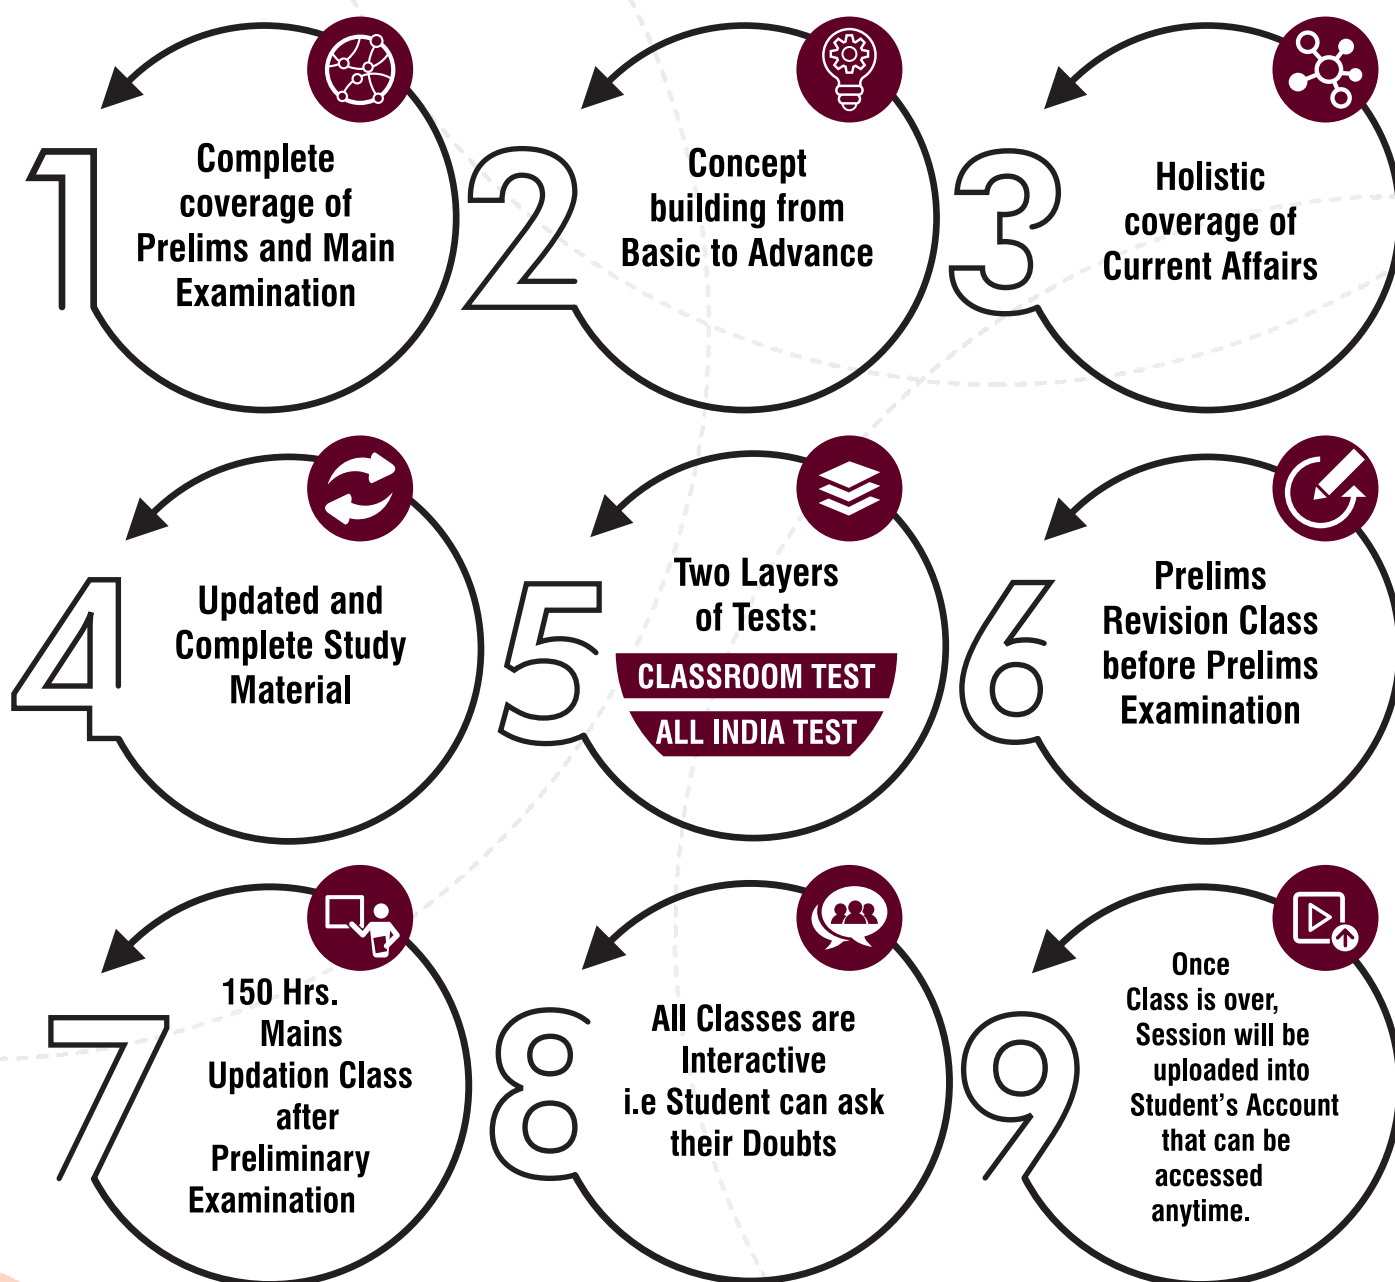 1
Complete
coverage of
Prelims and Main
Examination
2
Concept
building from
Basic to Advance
3
Holistic
coverage of
Current Affairs
4
Updated and
Complete Study
Material
5
Two Layers
of Tests:
CLASSROOM TEST
ALL INDIA TEST
6
Prelims
Revision Class
before Prelims
Examination
7
150 Hrs.
Mains
Updation Class
after
Preliminary
Examination
8
All Classes are
Interactive
i.e Student can ask
their Doubts
9
Once
Class is over,
Session will be
uploaded into
Student’s Account
that can be
accessed
anytime.